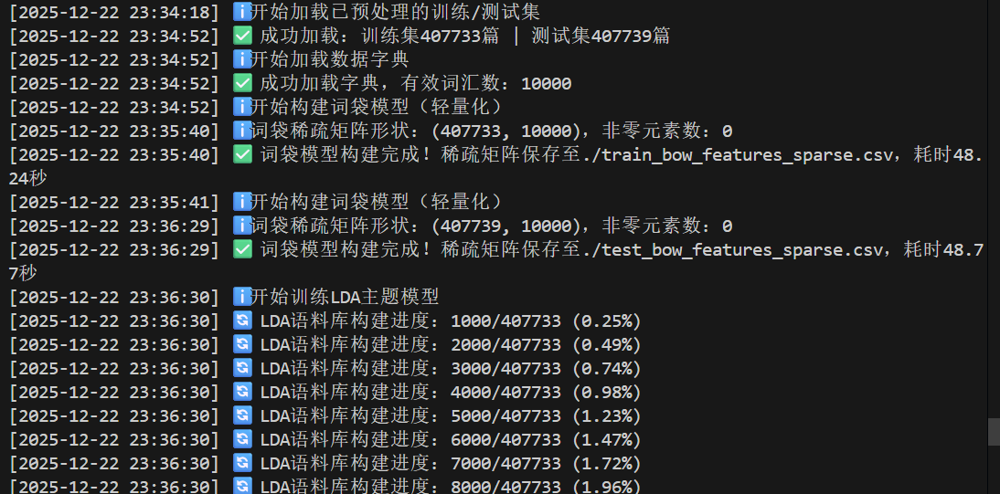 [2025-12-22 23:34:18] ℹ️开始加载已预处理的训练/测试集
[2025-12-22 23:34:52] ✅ 成功加载：训练集407733篇 | 测试集407739篇
[2025-12-22 23:34:52] ℹ️开始加载数据字典
[2025-12-22 23:34:52] ✅ 成功加载字典，有效词汇数：10000
[2025-12-22 23:34:52] ℹ️开始构建词袋模型（轻量化）
[2025-12-22 23:35:40] ℹ️词袋稀疏矩阵形状：(407733, 10000)，非零元素数：0
[2025-12-22 23:35:40] ✅ 词袋模型构建完成！稀疏矩阵保存至./train_bow_features_sparse.csv，耗时48.
24秒
[2025-12-22 23:35:41] ℹ️开始构建词袋模型（轻量化）
[2025-12-22 23:36:29] ℹ️词袋稀疏矩阵形状：(407739, 10000)，非零元素数：0
[2025-12-22 23:36:29] ✅ 词袋模型构建完成！稀疏矩阵保存至./test_bow_features_sparse.csv，耗时48.7
7秒
[2025-12-22 23:36:30] ℹ️开始训练LDA主题模型
[2025-12-22 23:36:30] 🔄 LDA语料库构建进度：1000/407733 (0.25%)
[2025-12-22 23:36:30] 🔄 LDA语料库构建进度：2000/407733 (0.49%)
[2025-12-22 23:36:30] 🔄 LDA语料库构建进度：3000/407733 (0.74%)
[2025-12-22 23:36:30] 🔄 LDA语料库构建进度：4000/407733 (0.98%)
[2025-12-22 23:36:30] 🔄 LDA语料库构建进度：5000/407733 (1.23%)
[2025-12-22 23:36:30] 🔄 LDA语料库构建进度：6000/407733 (1.47%)
[2025-12-22 23:36:30] 🔄 LDA语料库构建进度：7000/407733 (1.72%)
[2025-12-22 23:36:30] 🔄 LDA语料库构建进度：8000/407733 (1.96%)